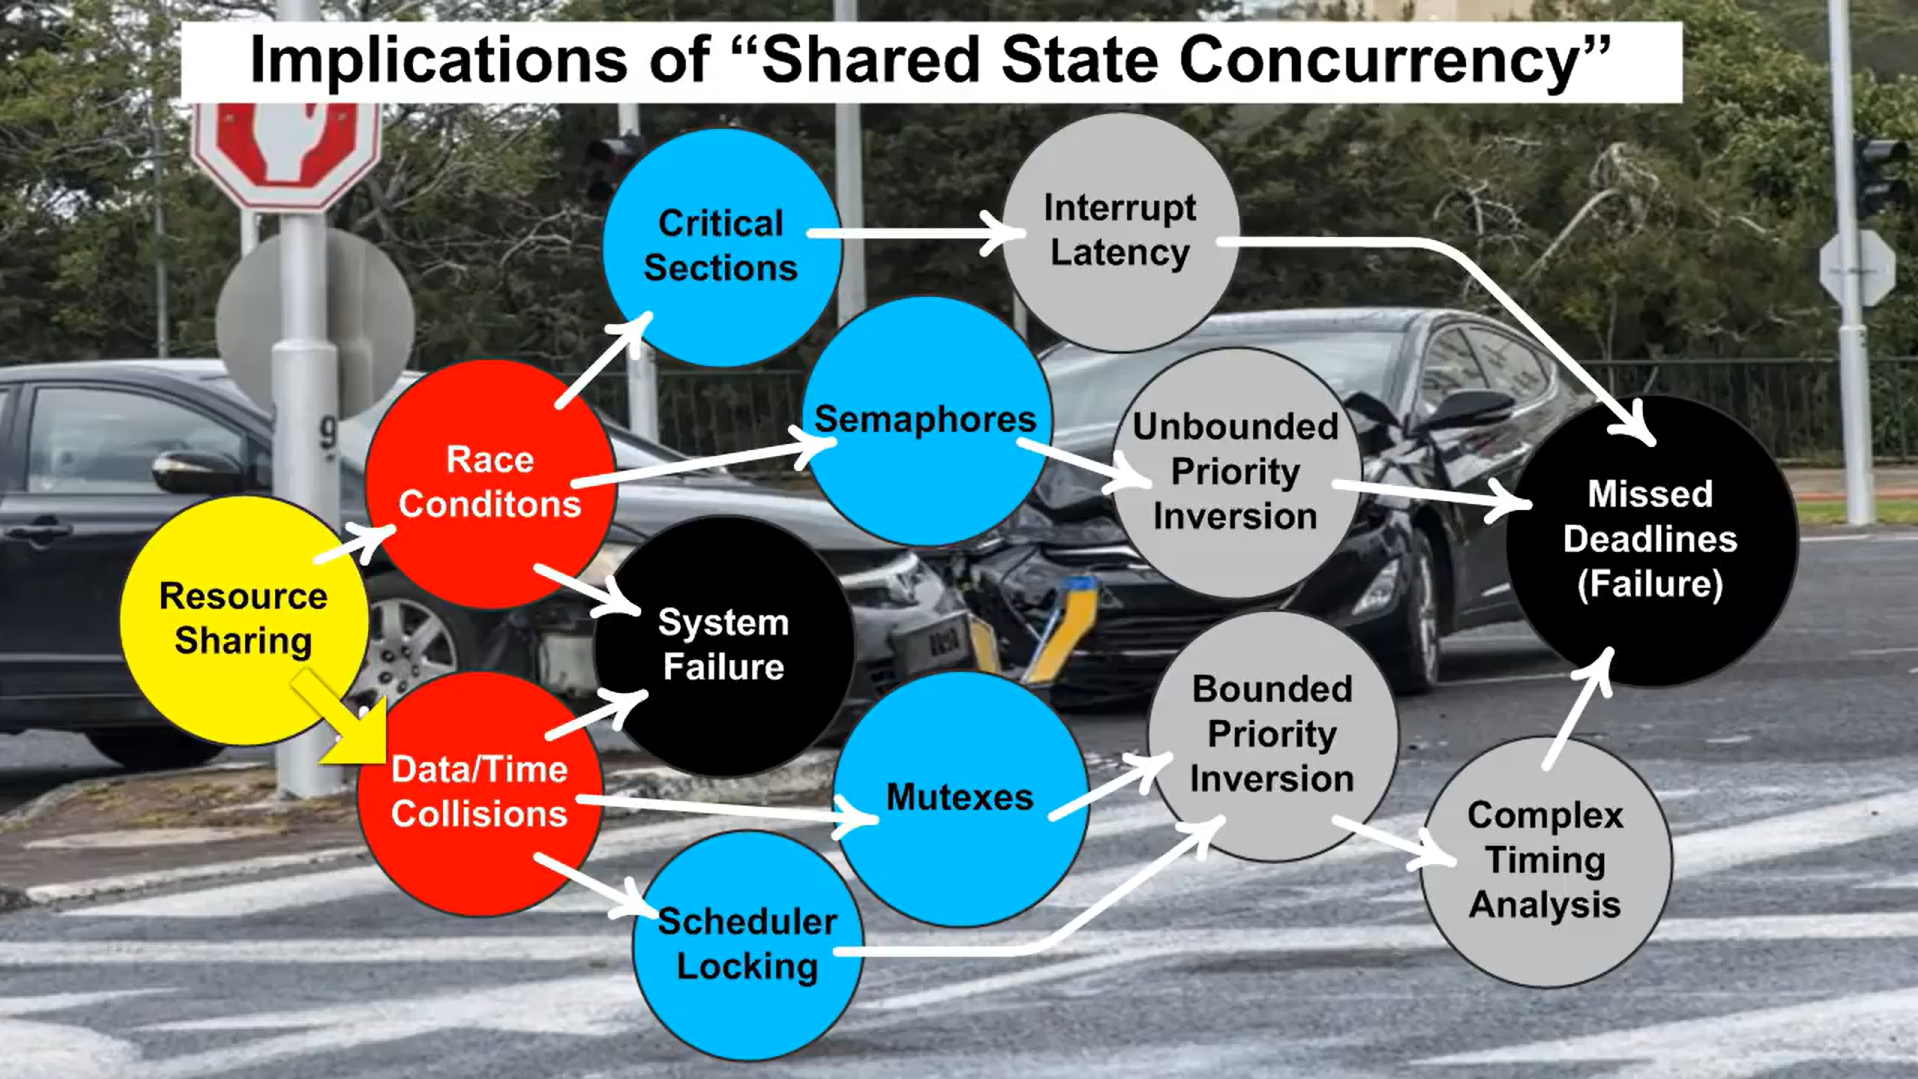 Implications of “Shared State Concurrency”
Critical
Sections
Interrupt
Latency
Semaphores
Unbounded
Priority
Inversion
Race
Conditons
Missed
Deadlines
(Failure)
Resource
Sharing
System
Failure
Bounded
Priority
Inversion
Data/Time
Collisions
Mutexes
Complex
Timing
Analysis
Scheduler
Locking
9